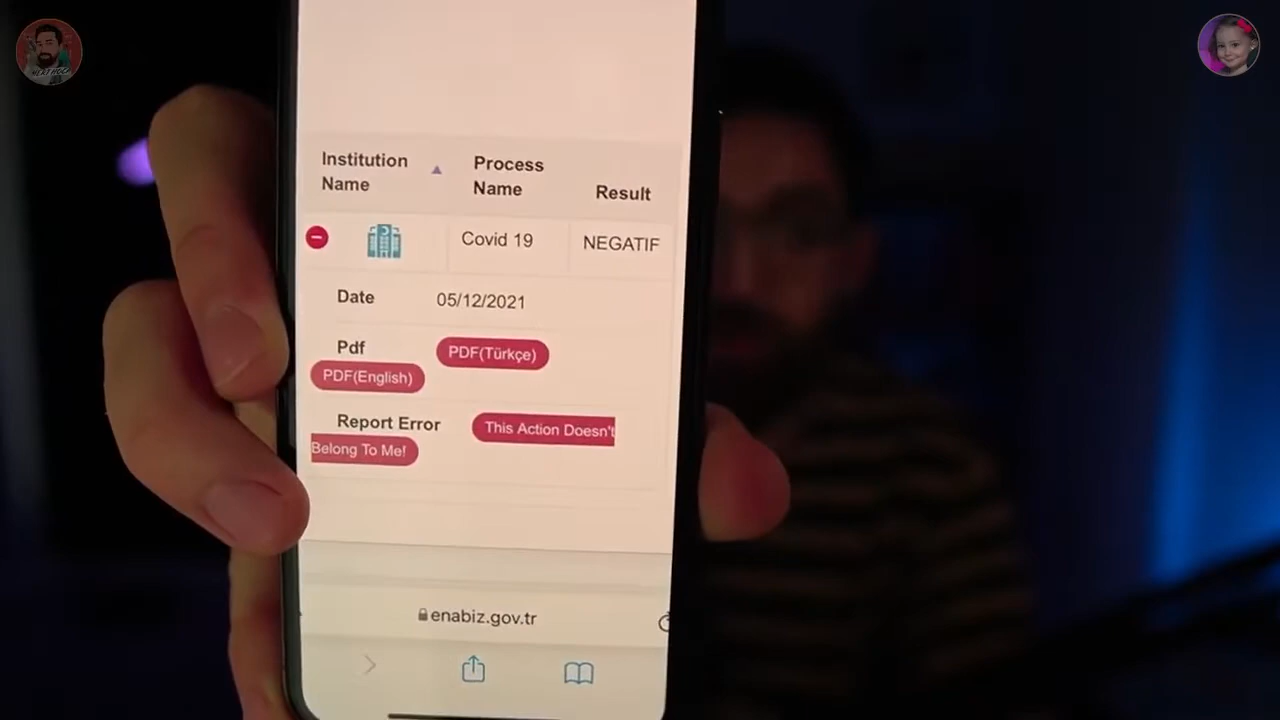 Institution
Name
Process
Name
Result
Covid 19
NEGATIF
Date
05/12/2021
Pdf
PDF(Türkçe)
PDF(English)
Report Error
This Action Doesn't
Belong To Me!
enabiz.gov.tr